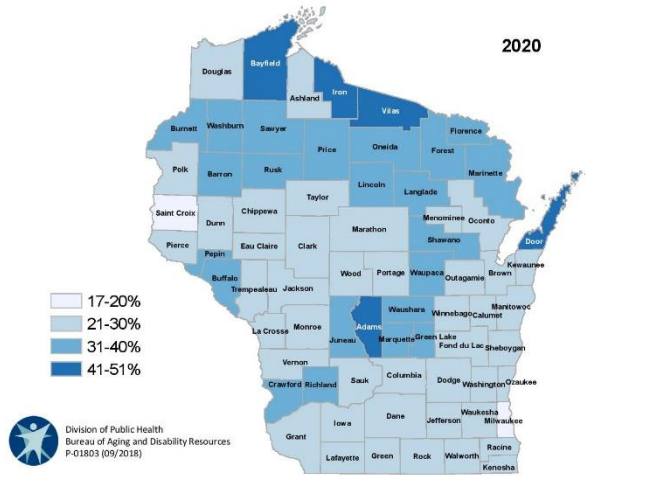 2020
Bayfield
Douglas
Ashland
Iron
Vilas
Burnett
Washburn
Sawyer
Price
Oneida
Florence
Forest
Marinette
Polk
Barron
Rusk
Lincoln
Langlade
Taylor
Saint Croix
Dunn
Chippewa
Marathon
Menominee
Oconto
Pierce
Eau Claire
Clark
Shawano
Door
Pepin
Buffalo
Trempealeau
Jackson
Wood
Portage
Waupaca
Outagamie
Brown
Kewaunee
17-20%
21-30%
31-40%
41-51%
La Crosse
Monroe
Juneau
Adams
Waushara
Winnebago
Calumet
Manitowoc
Marquette
Green Lake
Fond du Lac
Sheboygan
Vernon
Crawford
Richland
Sauk
Columbia
Dodge
Washington
Ozaukee
Grant
Iowa
Dane
Jefferson
Waukesha
Milwaukee
Lafayette
Green
Rock
Walworth
Racine
Kenosha
Division of Public Health
Bureau of Aging and Disability Resources
P-01803 (09/2018)